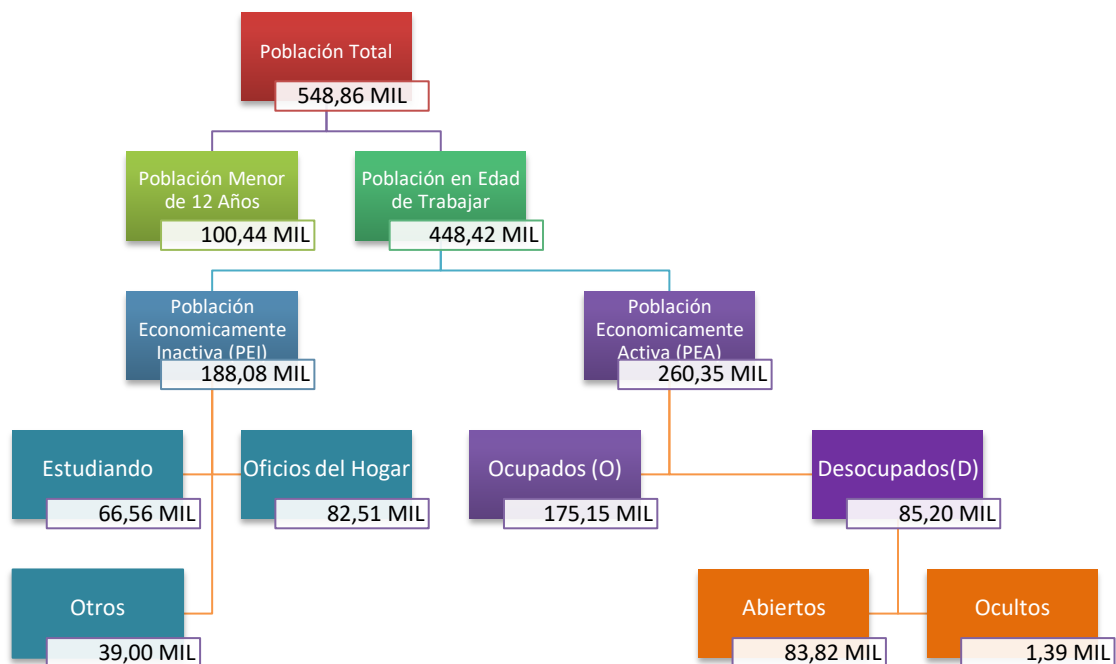 Población Total
548,86 MIL
Población Menor
de 12 Años
100,44 MIL
Población en Edad
de Trabajar
448,42 MIL
Población
Economicamente
Inactiva (PEI)
188,08 MIL
Población
Economicamente
Activa (PEA)
260,35 MIL
Estudiando
66,56 MIL
Oficios del Hogar
82,51 MIL
Ocupados (O)
175,15 MIL
Desocupados(D)
85,20 MIL
Otros
39,00 MIL
Abiertos
83,82 MIL
Ocultos
1,39 MIL